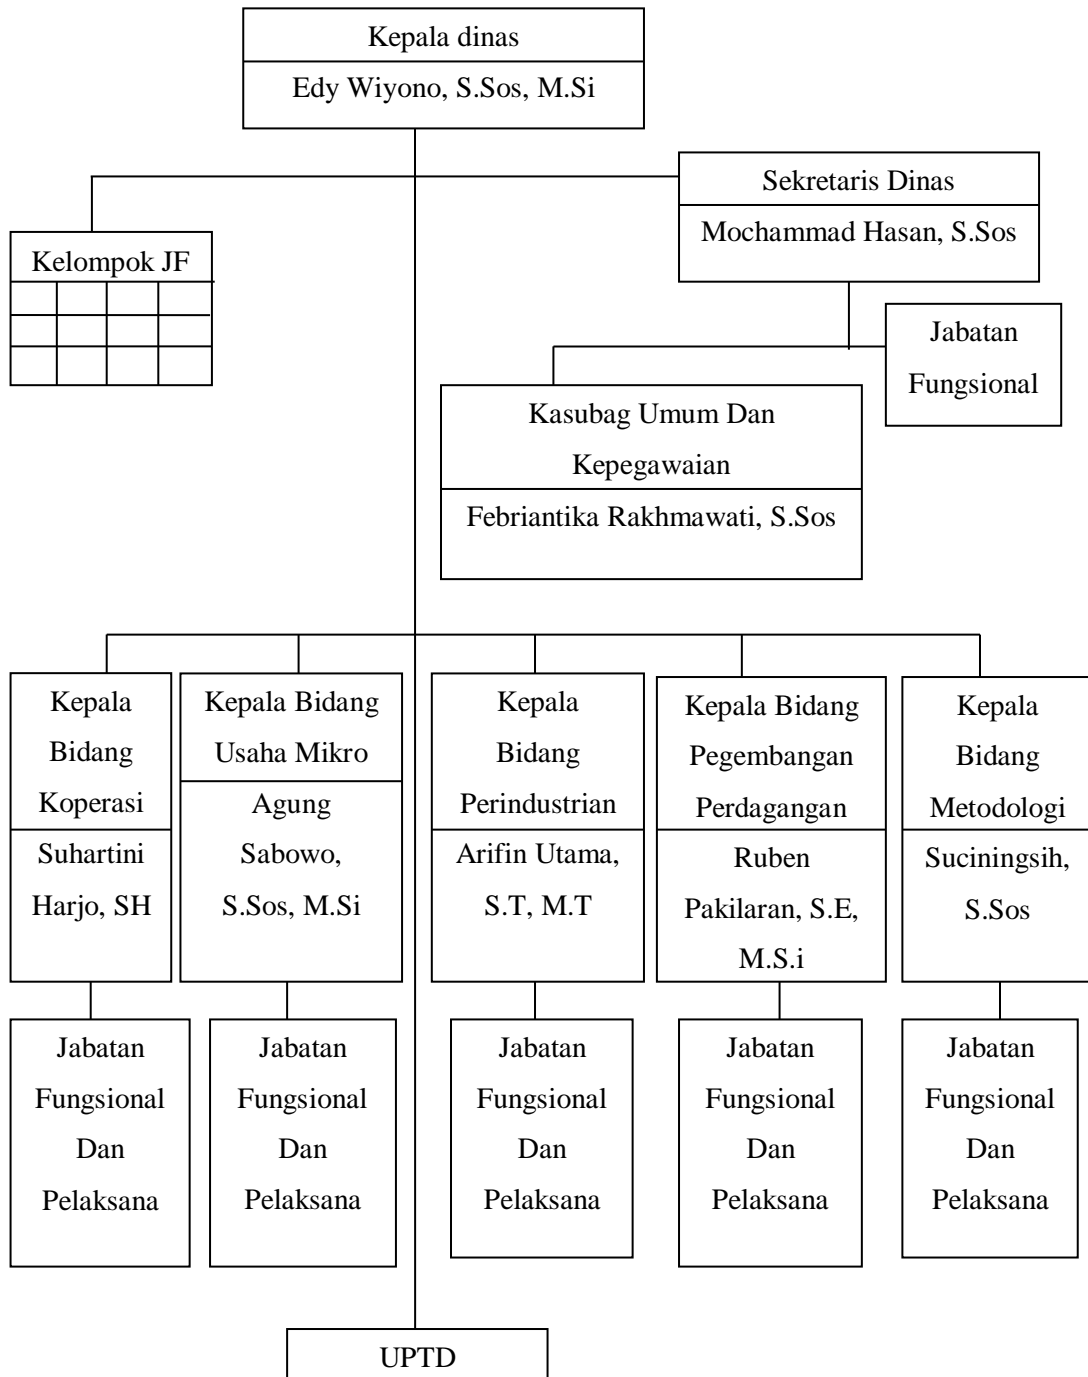 Kepala dinas
Edy Wiyono, S.Sos, M.Si
Sekretaris Dinas
Mochammad Hasan, S.Sos
Kelompok JF
Jabatan
Fungsional
Kasubag Umum Dan
Kepegawaian
Febriantika Rakhmawati, S.Sos
Kepala
Bidang
Koperasi
Suhartini
Harjo, SH
Kepala Bidang
Usaha Mikro
Agung
Sabowo,
S.Sos, M.Si
Kepala
Bidang
Perindustrian
Arifin Utama,
S.T, M.T
Kepala Bidang
Pegembangan
Perdagangan
Ruben
Pakilaran, S.E,
M.S.i
Kepala
Bidang
Metodologi
Suciningsih,
S.Sos
Jabatan
Fungsional
Dan
Pelaksana
Jabatan
Fungsional
Dan
Pelaksana
Jabatan
Fungsional
Dan
Pelaksana
Jabatan
Fungsional
Dan
Pelaksana
Jabatan
Fungsional
Dan
Pelaksana
UPTD